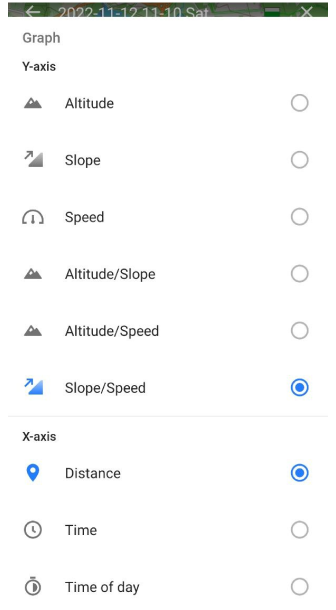 2022-11-12 11-10 Sat
Graph
Y-axis
Altitude
Slope
Speed
Altitude/Slope
Altitude/Speed
Slope/Speed
X-axis
Distance
Time
Time of day